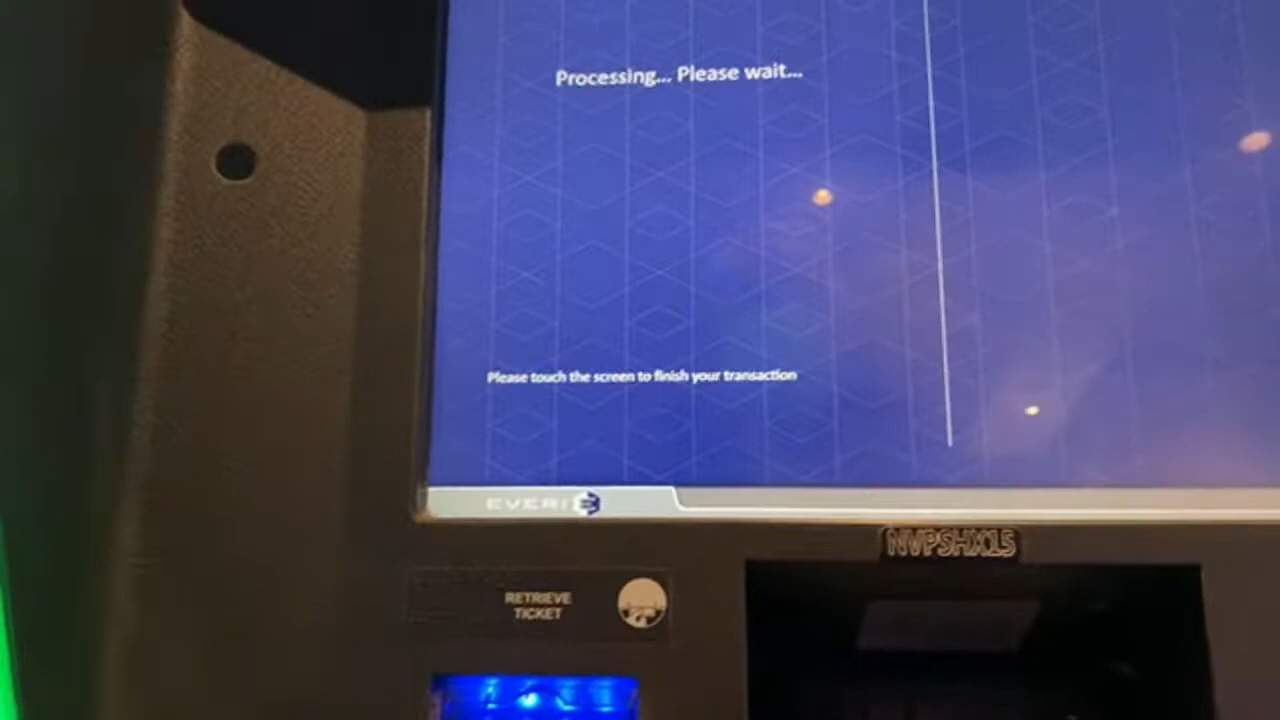 Processing... Please wait...
Please touch the screen to finish your transaction
EVERI
NVPSHX15
RETRIEVE
TICKET